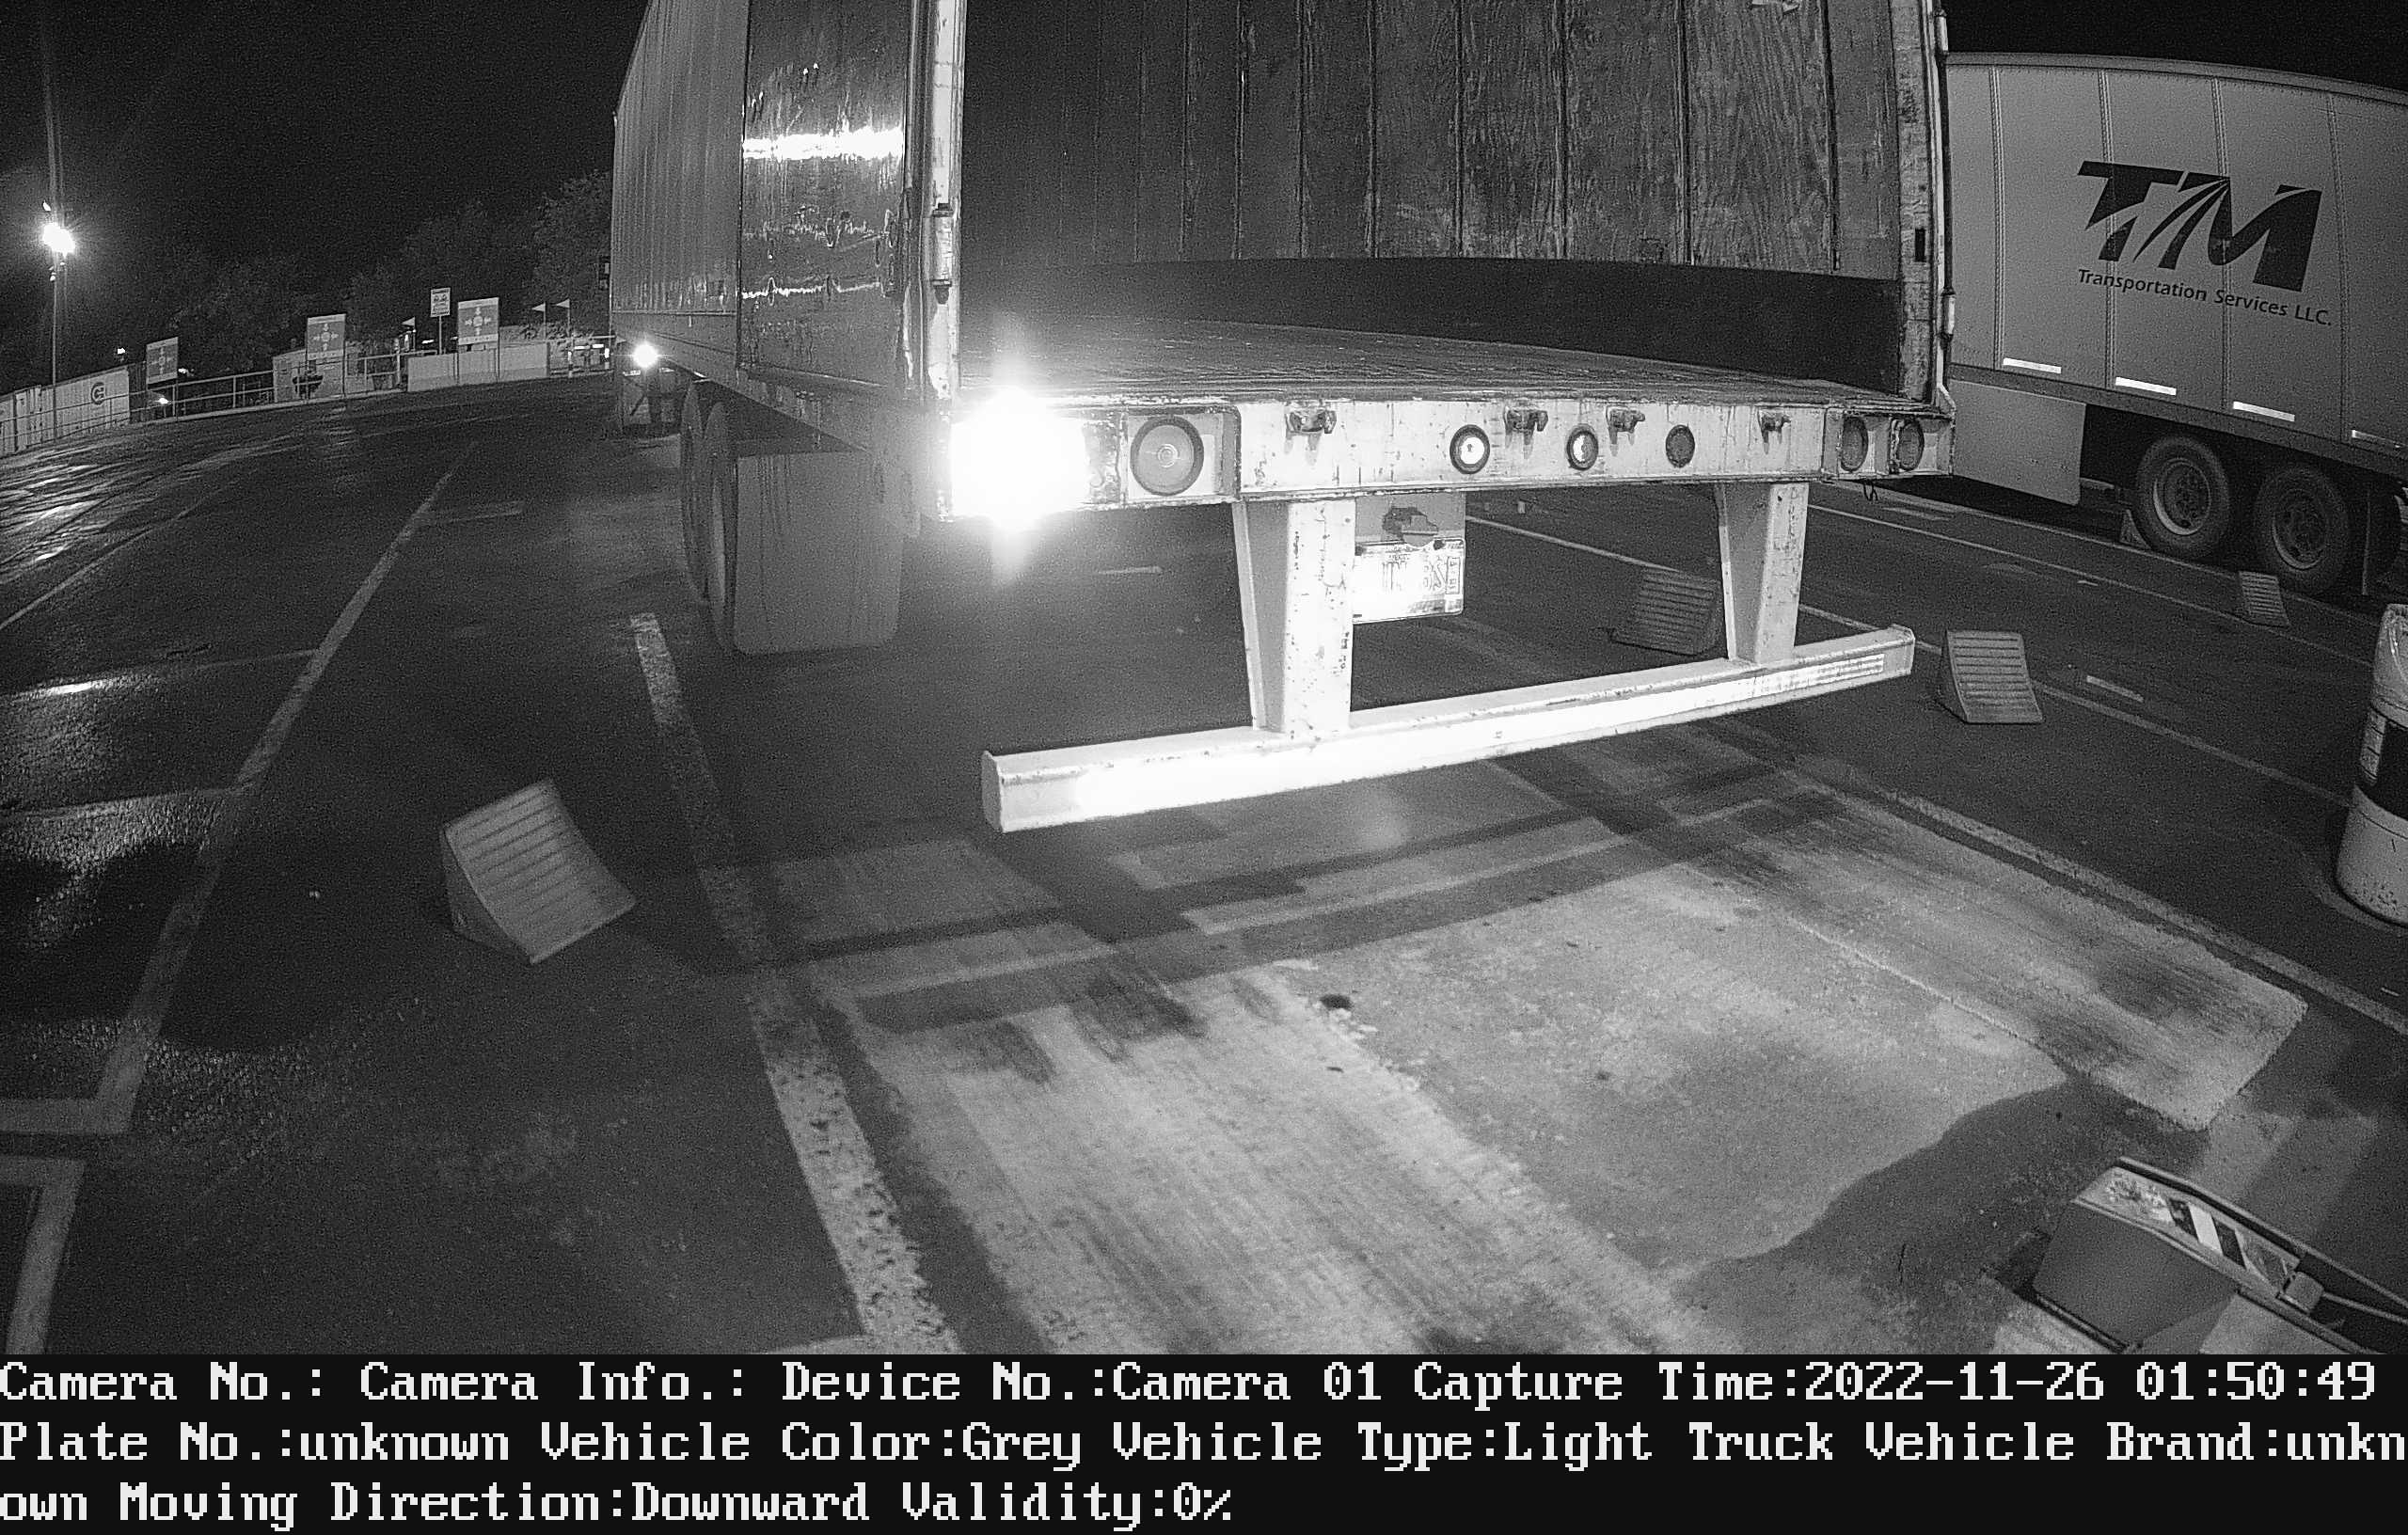 TM
Transportation Services LLC.
Camera No.: Camera Info.: Device No.:Camera 01 Capture Time:2022-11-26 01:50:49
Plate No.:unknown Vehicle Color:Grey Vehicle Type:Light Truck Vehicle Brand:unkn
own Moving Direction:Downward Validity:0%